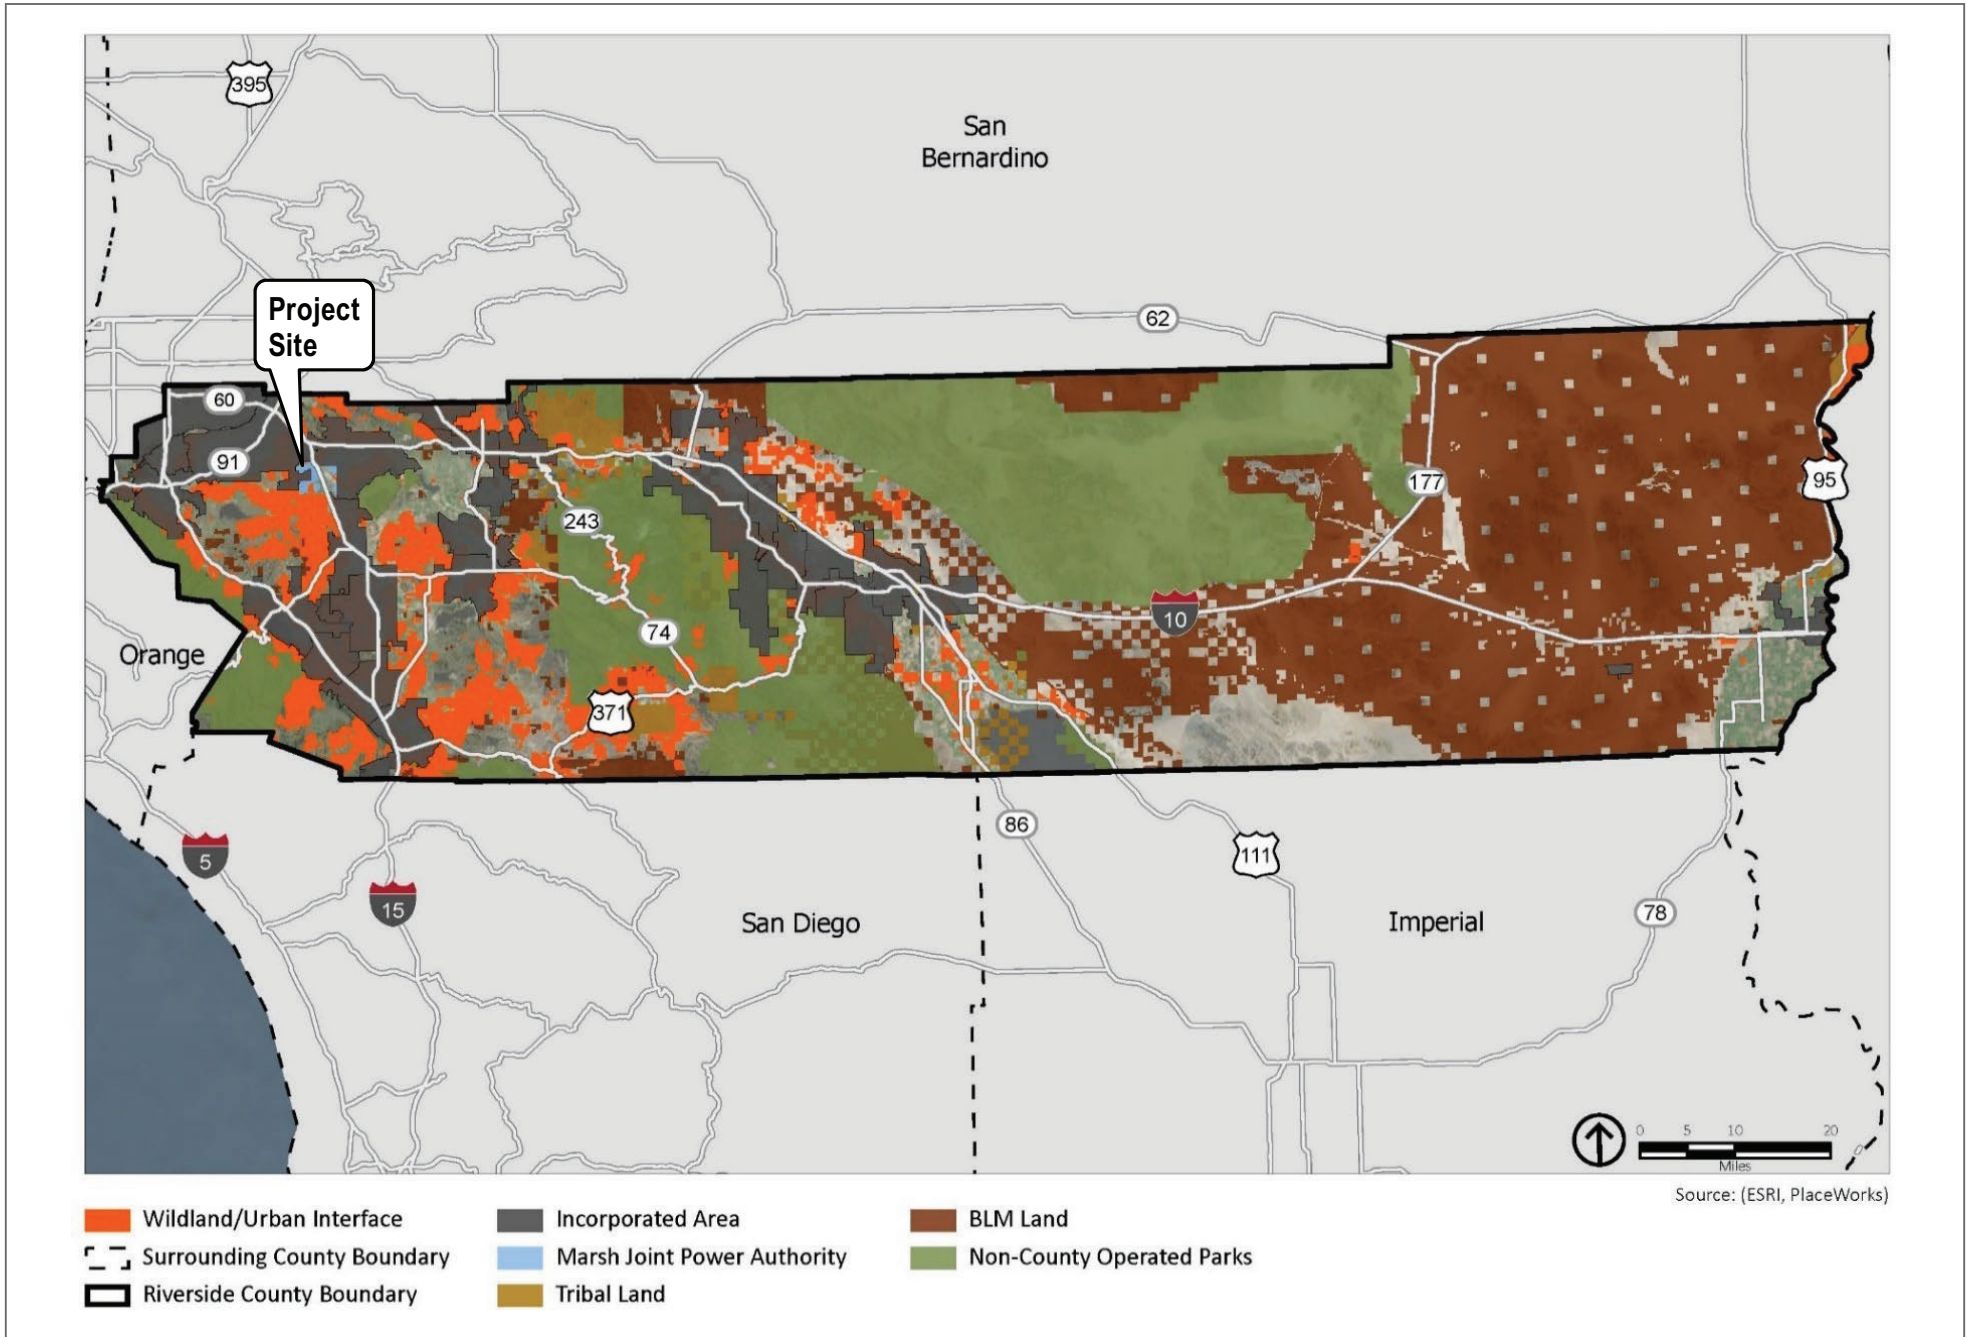 395
San
Bernardino
Project
Site
62
60
91
177
95
243
10
74
Orange
371
86
5
111
15
San Diego
Imperial
78
0 5 10 20
Miles
Source: (ESRI, PlaceWorks)
Wildland/Urban Interface
Surrounding County Boundary
Riverside County Boundary
Incorporated Area
Marsh Joint Power Authority
Tribal Land
BLM Land
Non-County Operated Parks